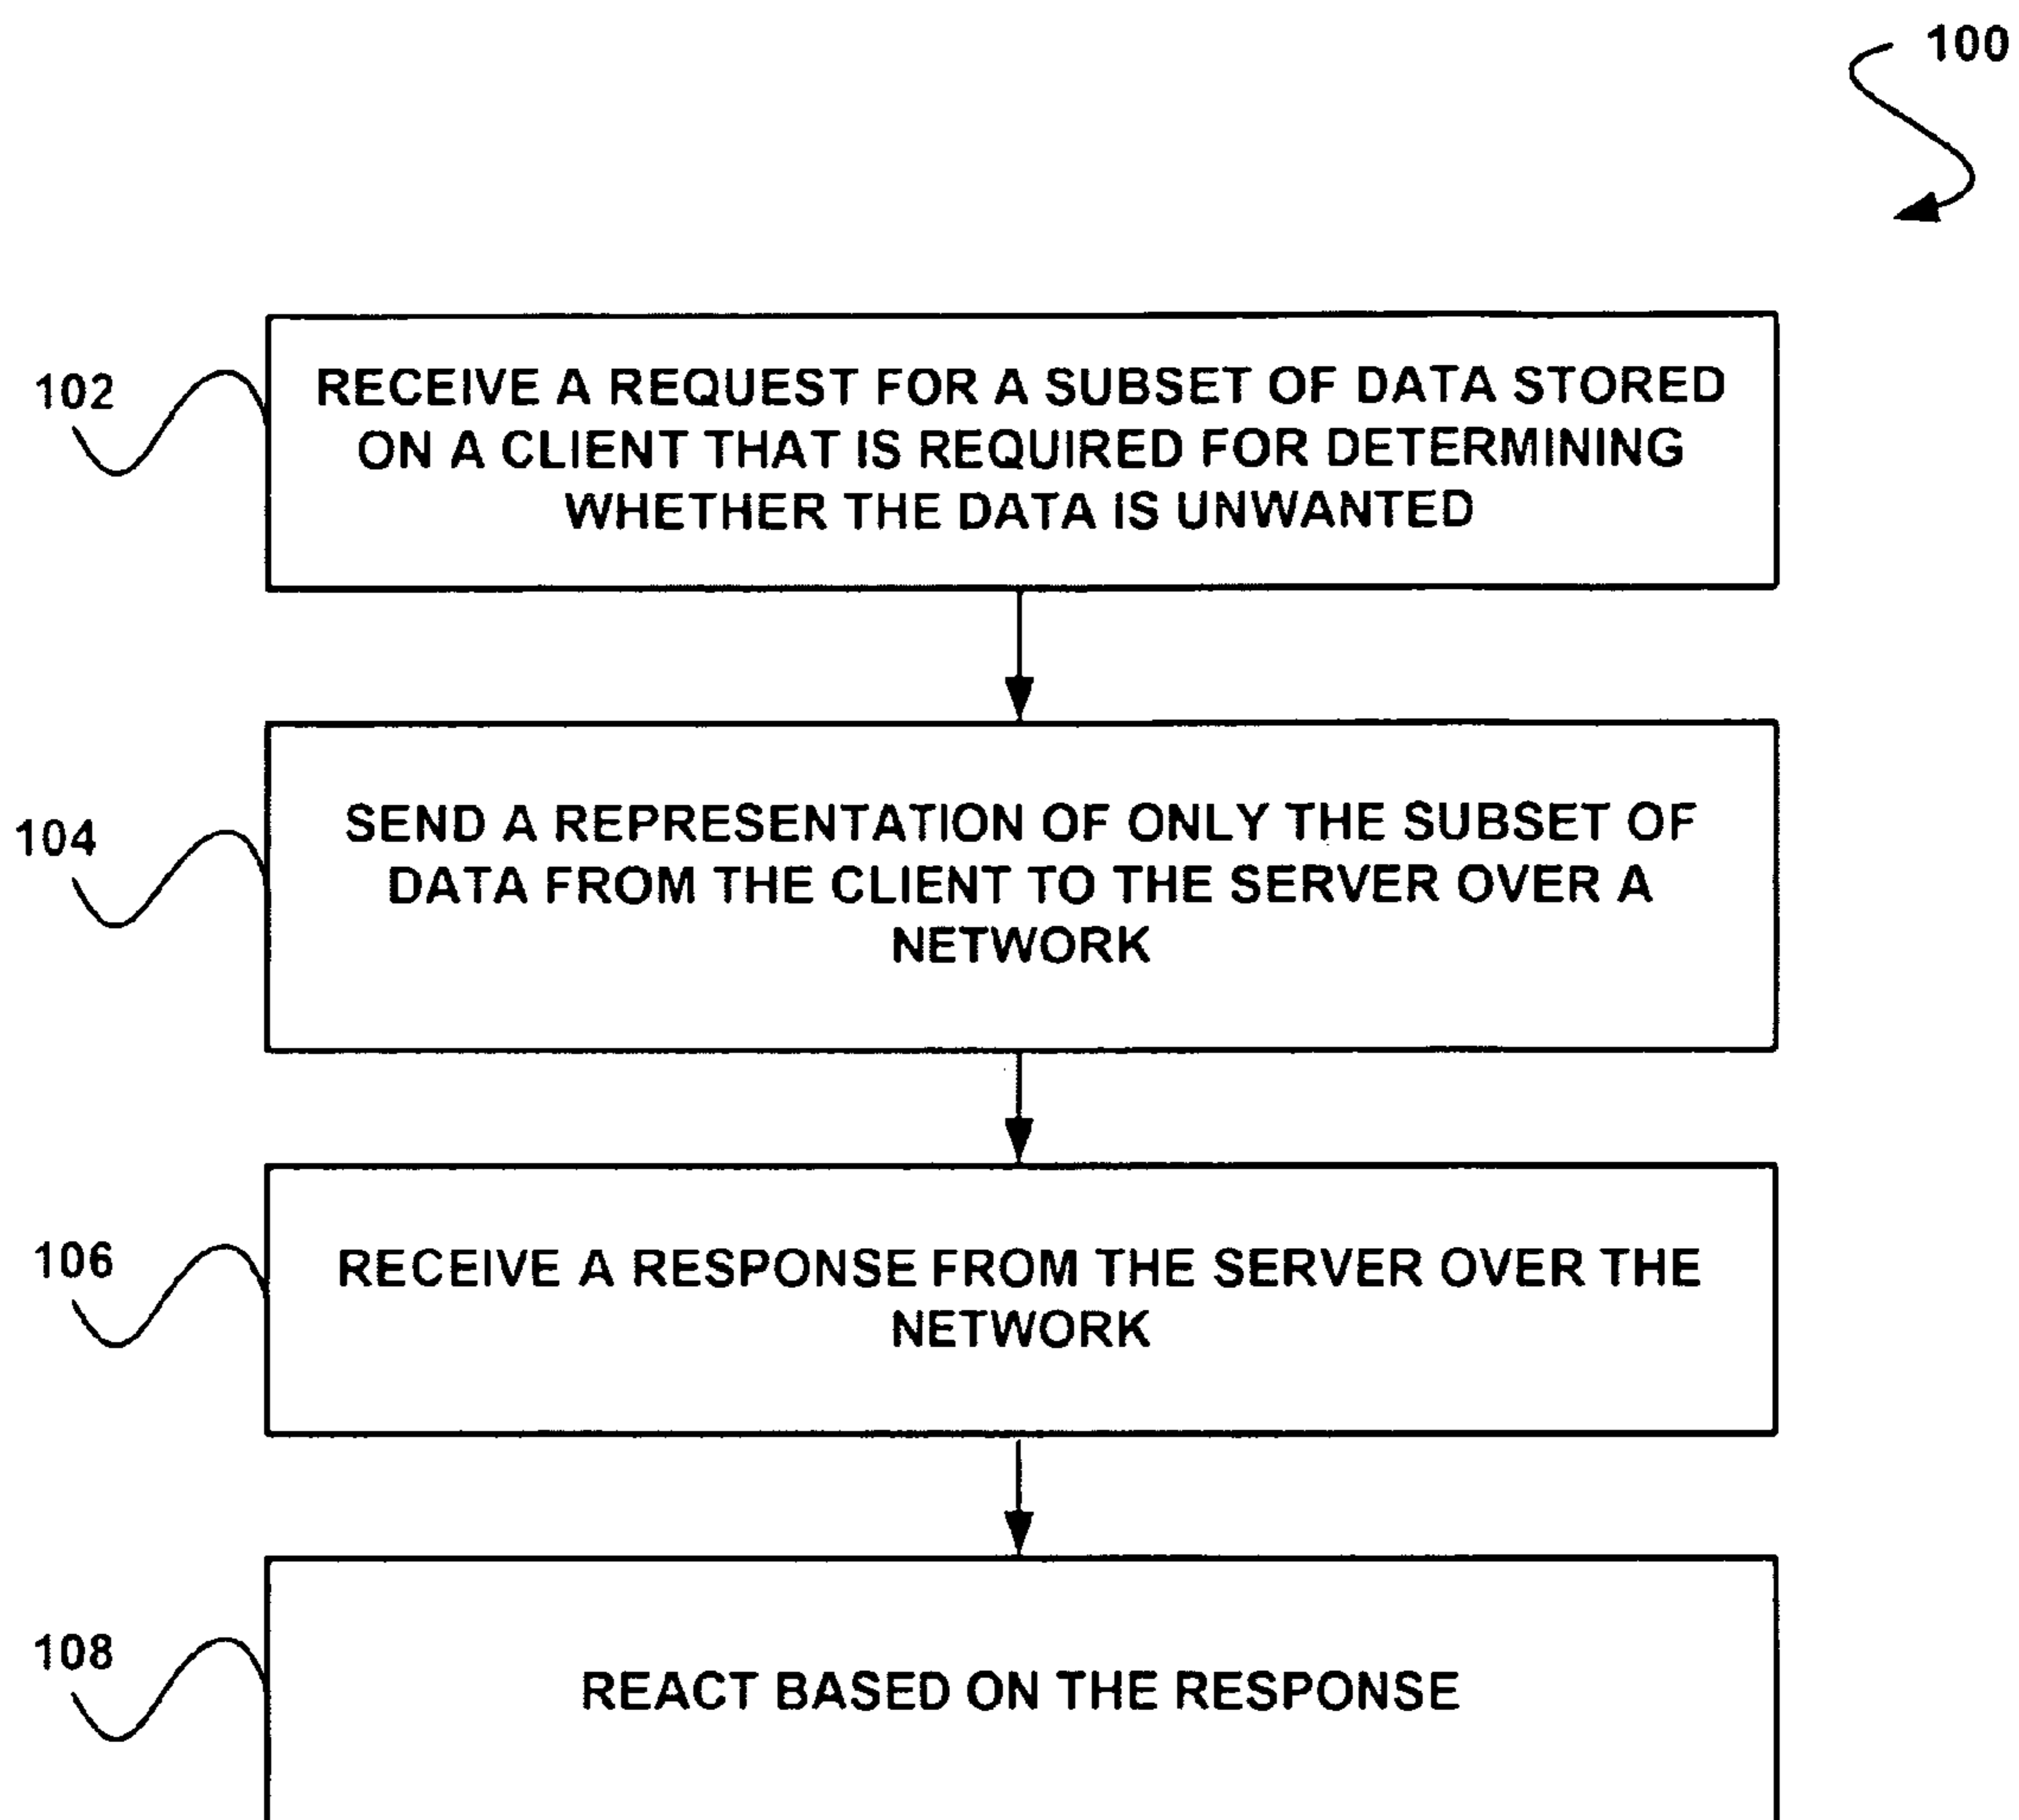 100
102
RECEIVE A REQUEST FOR A SUBSET OF DATA STORED
ON A CLIENT THAT IS REQUIRED FOR DETERMINING
WHETHER THE DATA IS UNWANTED
104
SEND A REPRESENTATION OF ONLY THE SUBSET OF
DATA FROM THE CLIENT TO THE SERVER OVER A
NETWORK
106
RECEIVE A RESPONSE FROM THE SERVER OVER THE
NETWORK
108
REACT BASED ON THE RESPONSE